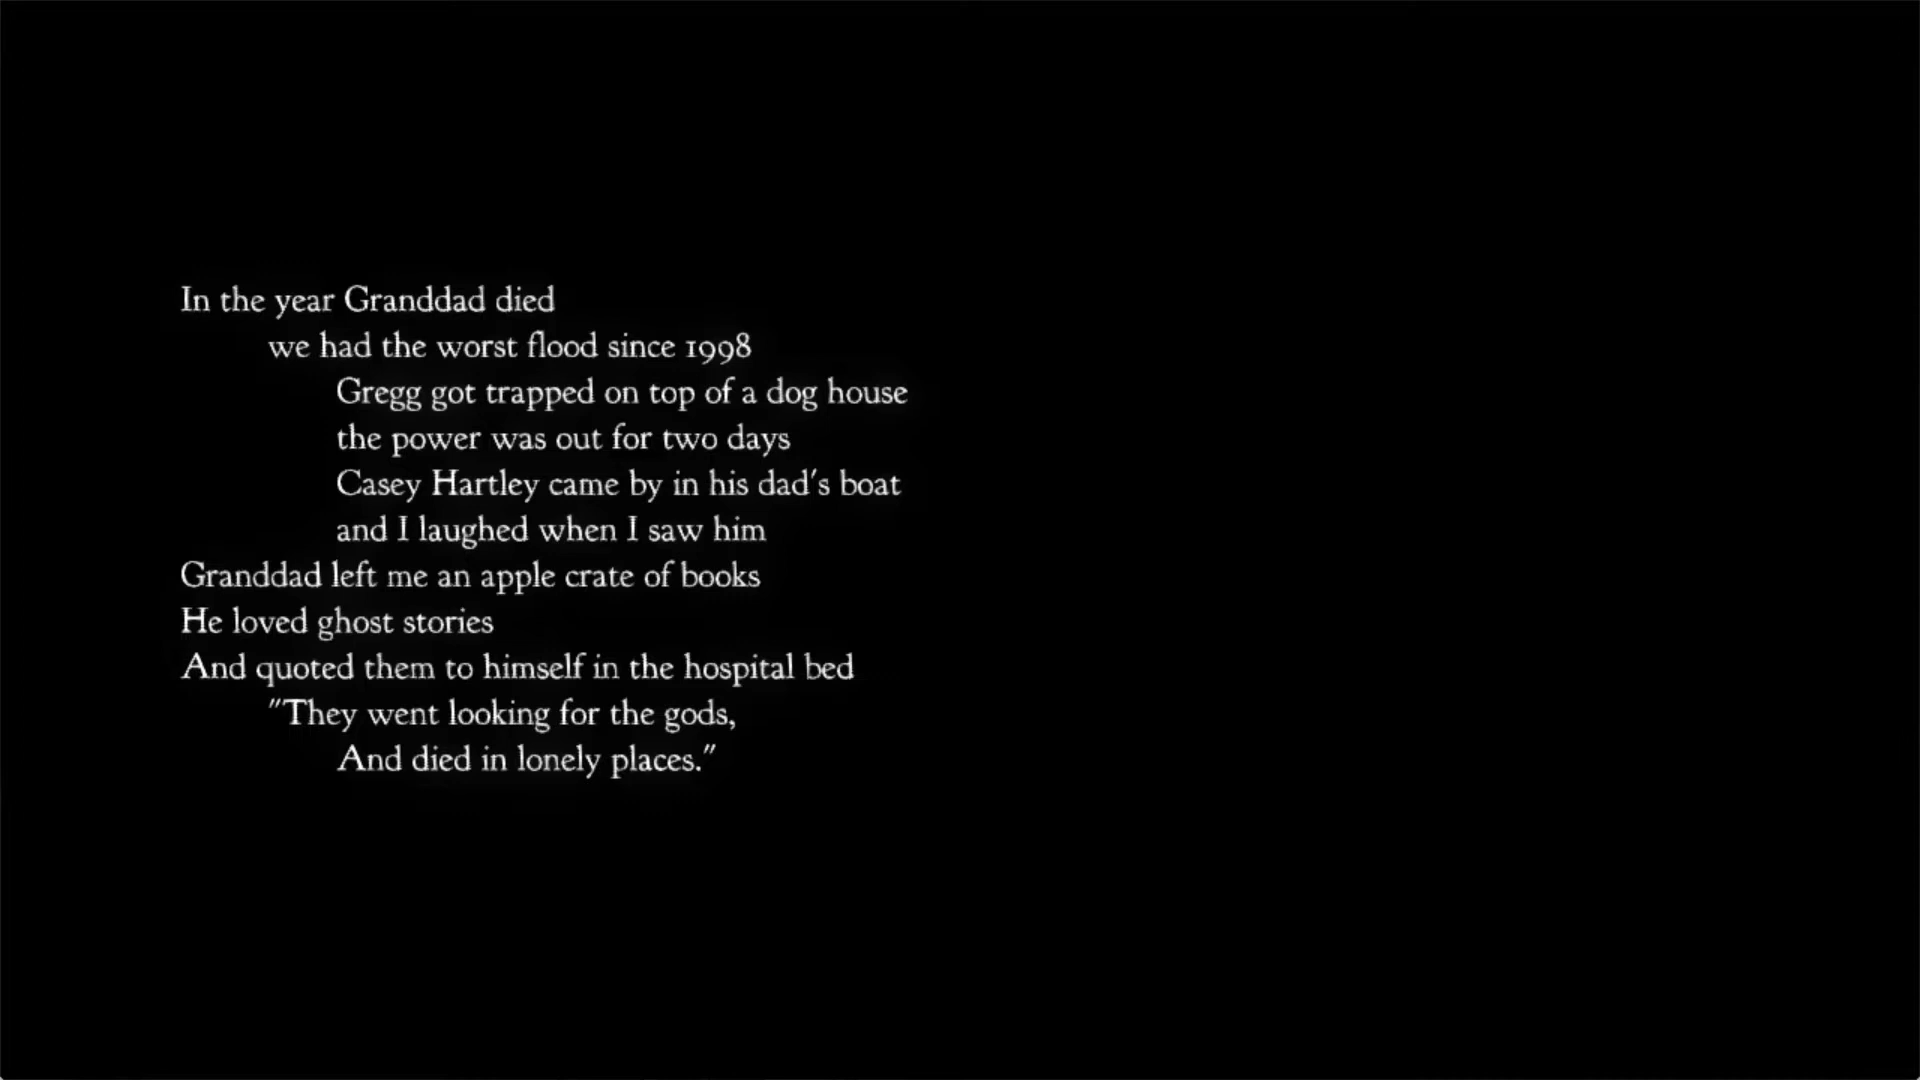 In the year Granddad died
we had the worst flood since 1998
Gregg got trapped on top of a dog house
the power was out for two days
Casey Hartley came by in his dad's boat
and I laughed when I saw him
Granddad left me an apple crate of books
He loved ghost stories
And quoted them to himself in the hospital bed
"They went looking for the gods,
And died in lonely places."